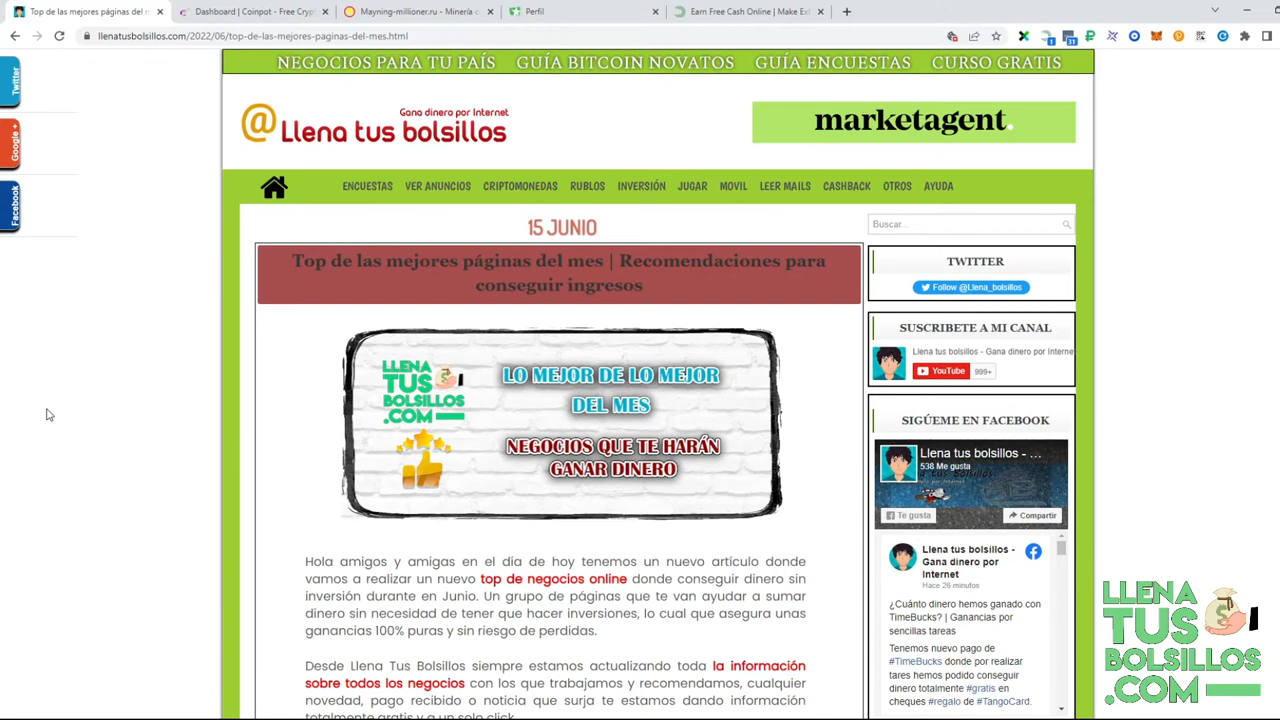 Top de las mejores páginas del m
Dashboard | Coinpot - Free Cryp
Mayning-millioner.ru - Minería c
Perfil
Earn Free Cash Online | Make Ex
llenatusbolsillos.com/2022/06/top-de-las-mejores-paginas-del-mes.html
NEGOCIOS PARA TU PAÍS GUÍA BITCOIN NOVATOS GUÍA ENCUESTAS CURSO GRATIS
@ Gana dinero por Internet
Llena tus bolsillos
marketagent.
ENCUESTAS VER ANUNCIOS CRIPTOMONEDAS RUBLOS INVERSIÓN JUGAR MOVIL LEER MAILS CASHBACK OTROS AYUDA
Twitter
Google +
Facebook
15 JUNIO
Top de las mejores páginas del mes | Recomendaciones para
conseguir ingresos
LLENA
TUS
BOLSILLOS
.COM
LO MEJOR DE LO MEJOR
DEL MES
NEGOCIOS QUE TE HARÁN
GANAR DINERO
Hola amigos y amigas en el día de hoy tenemos un nuevo artículo donde
vamos a realizar un nuevo top de negocios online donde conseguir dinero sin
inversión durante en Junio. Un grupo de páginas que te van ayudar a sumar
dinero sin necesidad de tener que hacer inversiones, lo cual que asegura unas
ganancias 100% puras y sin riesgo de perdidas.
Desde Llena Tus Bolsillos siempre estamos actualizando toda la información
sobre todos los negocios con los que trabajamos y recomendamos, cualquier
novedad, pago recibido o noticia que surja te estamos dando información
totalmente gratis y a un solo click.
Buscar...
TWITTER
Follow @Llena_bolsillos
SUSCRIBETE A MI CANAL
Llena tus bolsillos - Gana dinero por Interne
YouTube 999+
SIGÚEME EN FACEBOOK
Llena tus bolsillos - ...
538 Me gusta
Te gusta
Compartir
Llena tus bolsillos -
Gana dinero por
Internet
Hace 26 minutos
¿Cuánto dinero hemos ganado con
TimeBucks? | Ganancias por
sencillas tareas
Tenemos nuevo pago de
#TimeBucks donde por realizar
tares hemos podido conseguir
dinero totalmente #gratis en
cheques #regalo de #TangoCard.
LLENA
TUS
BOLSILLOS
.COM